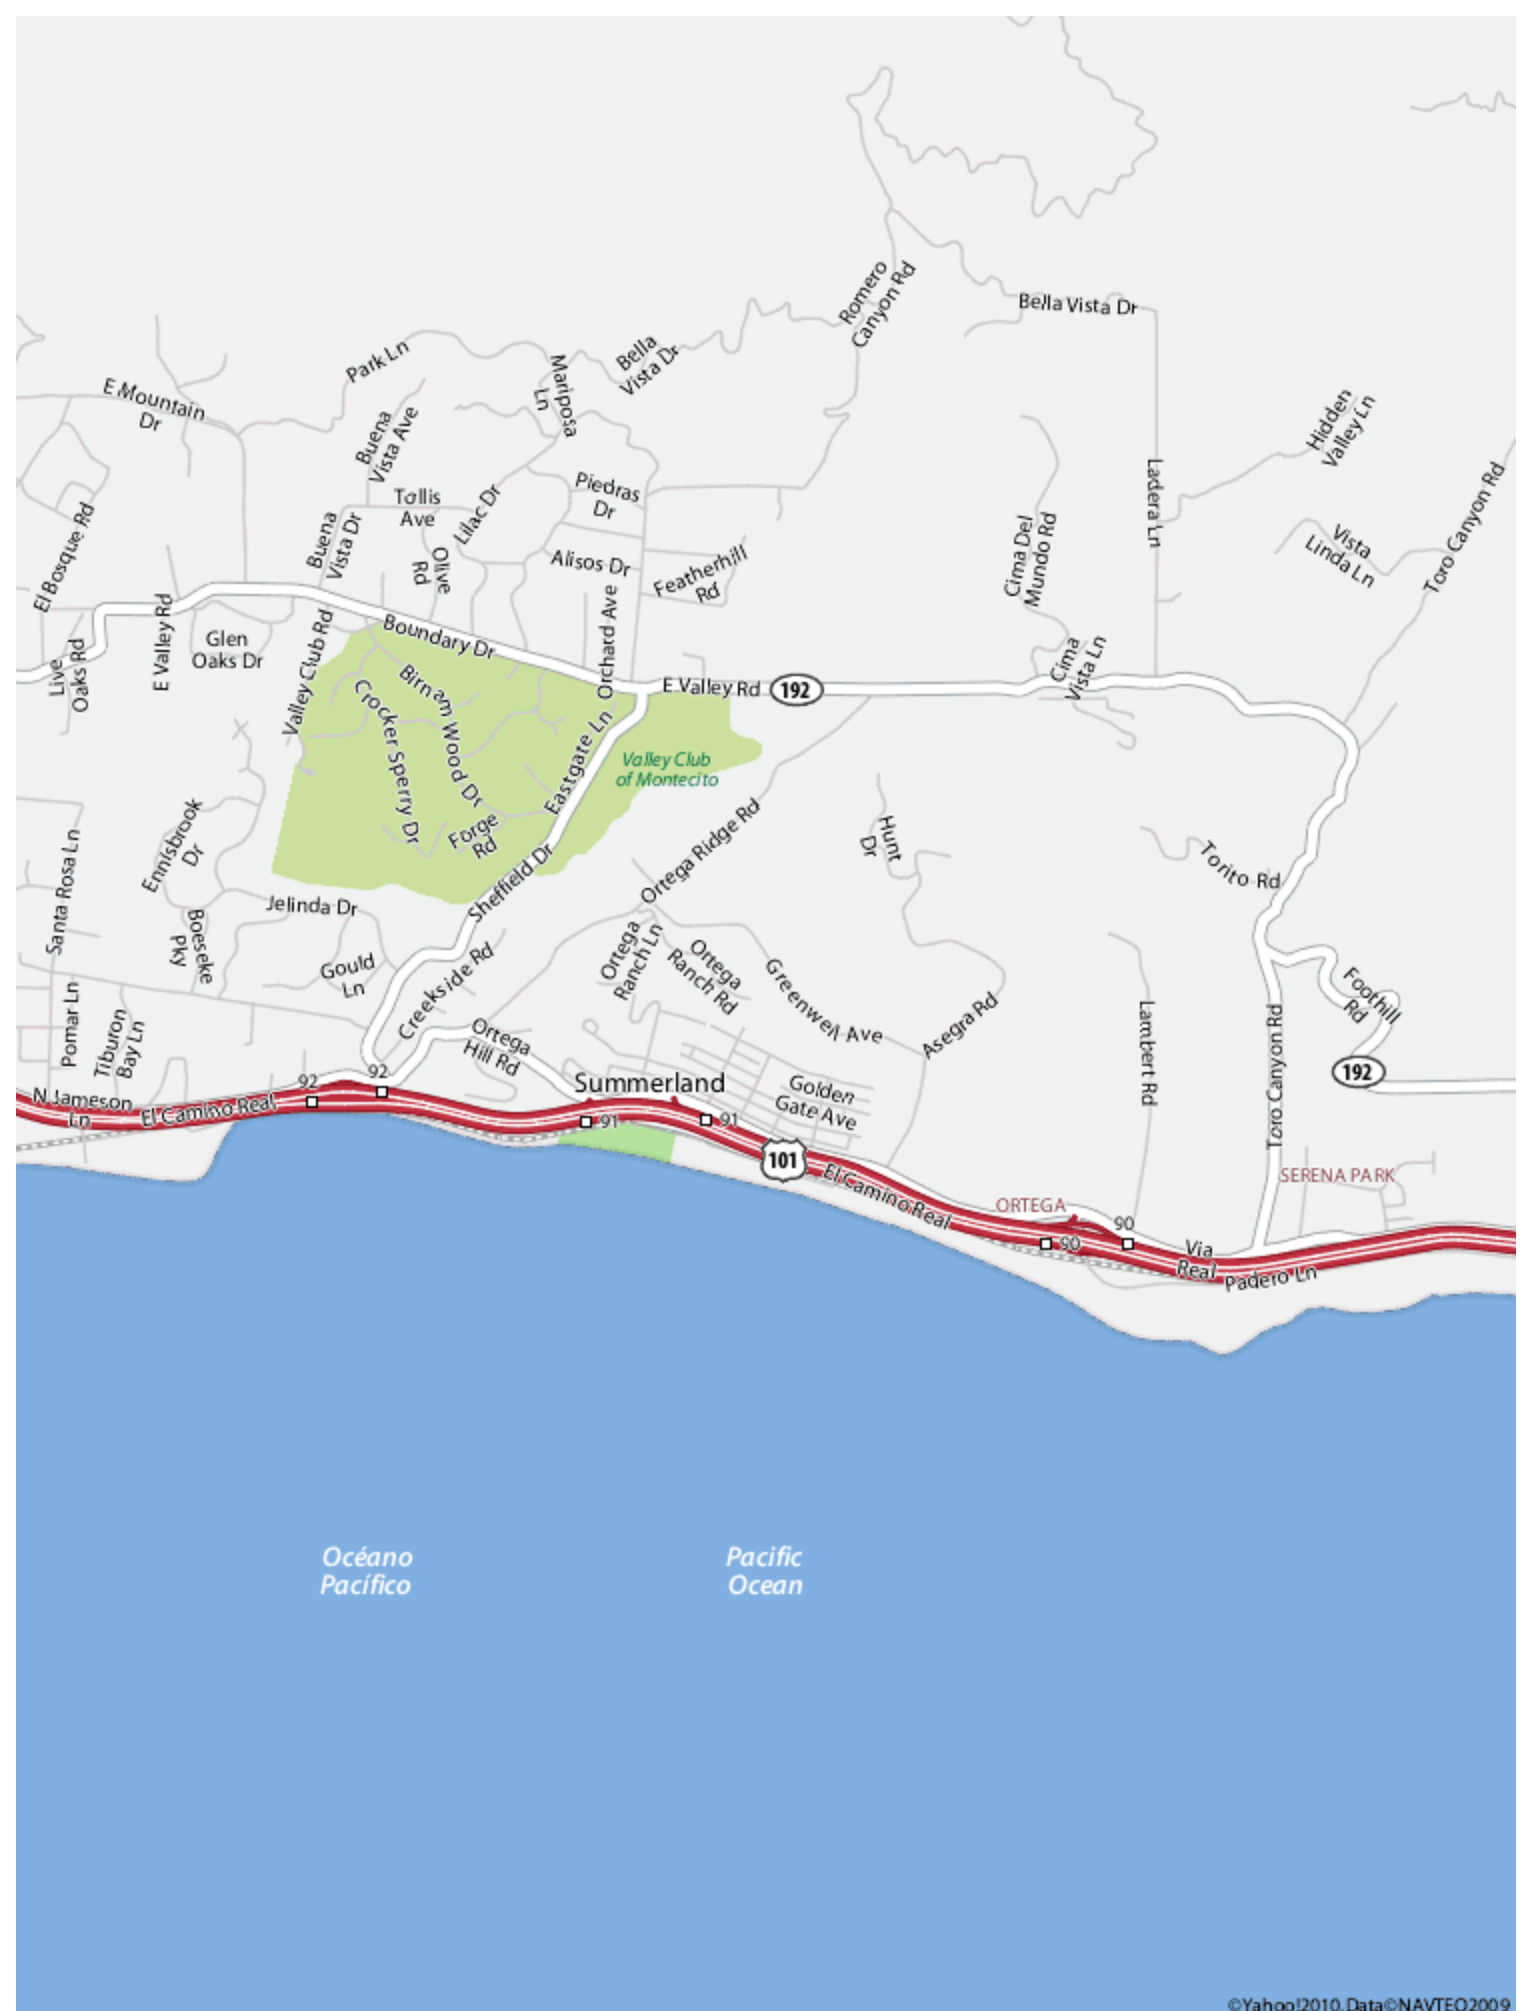 Romero
Canyon Rd
Bella Vista Dr
Bella
Vista Dr
Park Ln
Mariposa
Ln
E Mountain
Dr
Buena
Vista Ave
Hidden
Valley Ln
Toro Canyon Rd
Ladera Ln
Piedras
Dr
Tollis
Ave
Lilac Dr
El Bosque Rd
Buena
Vista Dr
Olive
Rd
Alisos Dr
Featherhill
Rd
Cima Del
Mundo Rd
Vista
Linda Ln
Orchard Ave
Live
Oaks Rd
E Valley Rd
Glen
Oaks Dr
Valley Club Rd
Boundary Dr
Cima
Vista Ln
E Valley Rd
192
Birnam Wood Dr
Crocker Sperry Dr
Eastgate Ln
Valley Club
of Montecito
Forge
Rd
Ennisbrook
Dr
Santa Rosa Ln
Ortega Ridge Rd
Hunt
Dr
Torito Rd
Sheffield Dr
Jelinda Dr
Boeseke
Pky
Gould
Ln
Creekside Rd
Ortega
Ranch Ln
Ortega
Ranch Rd
Greenwell Ave
Asegra Rd
Foothill
Rd
Pomar Ln
Tiburon
Bay Ln
Ortega
Hill Rd
Lambert Rd
Toro Canyon Rd
192
Summerland
Golden
Gate Ave
92
92
N Jameson
Ln
El Camino Real
91
91
101
El Camino Real
SERENA PARK
ORTEGA
90
90
Via
Real
Padero Ln
Océano
Pacífico
Pacific
Ocean
©Yahoo!2010, Data©NAVTEQ2009